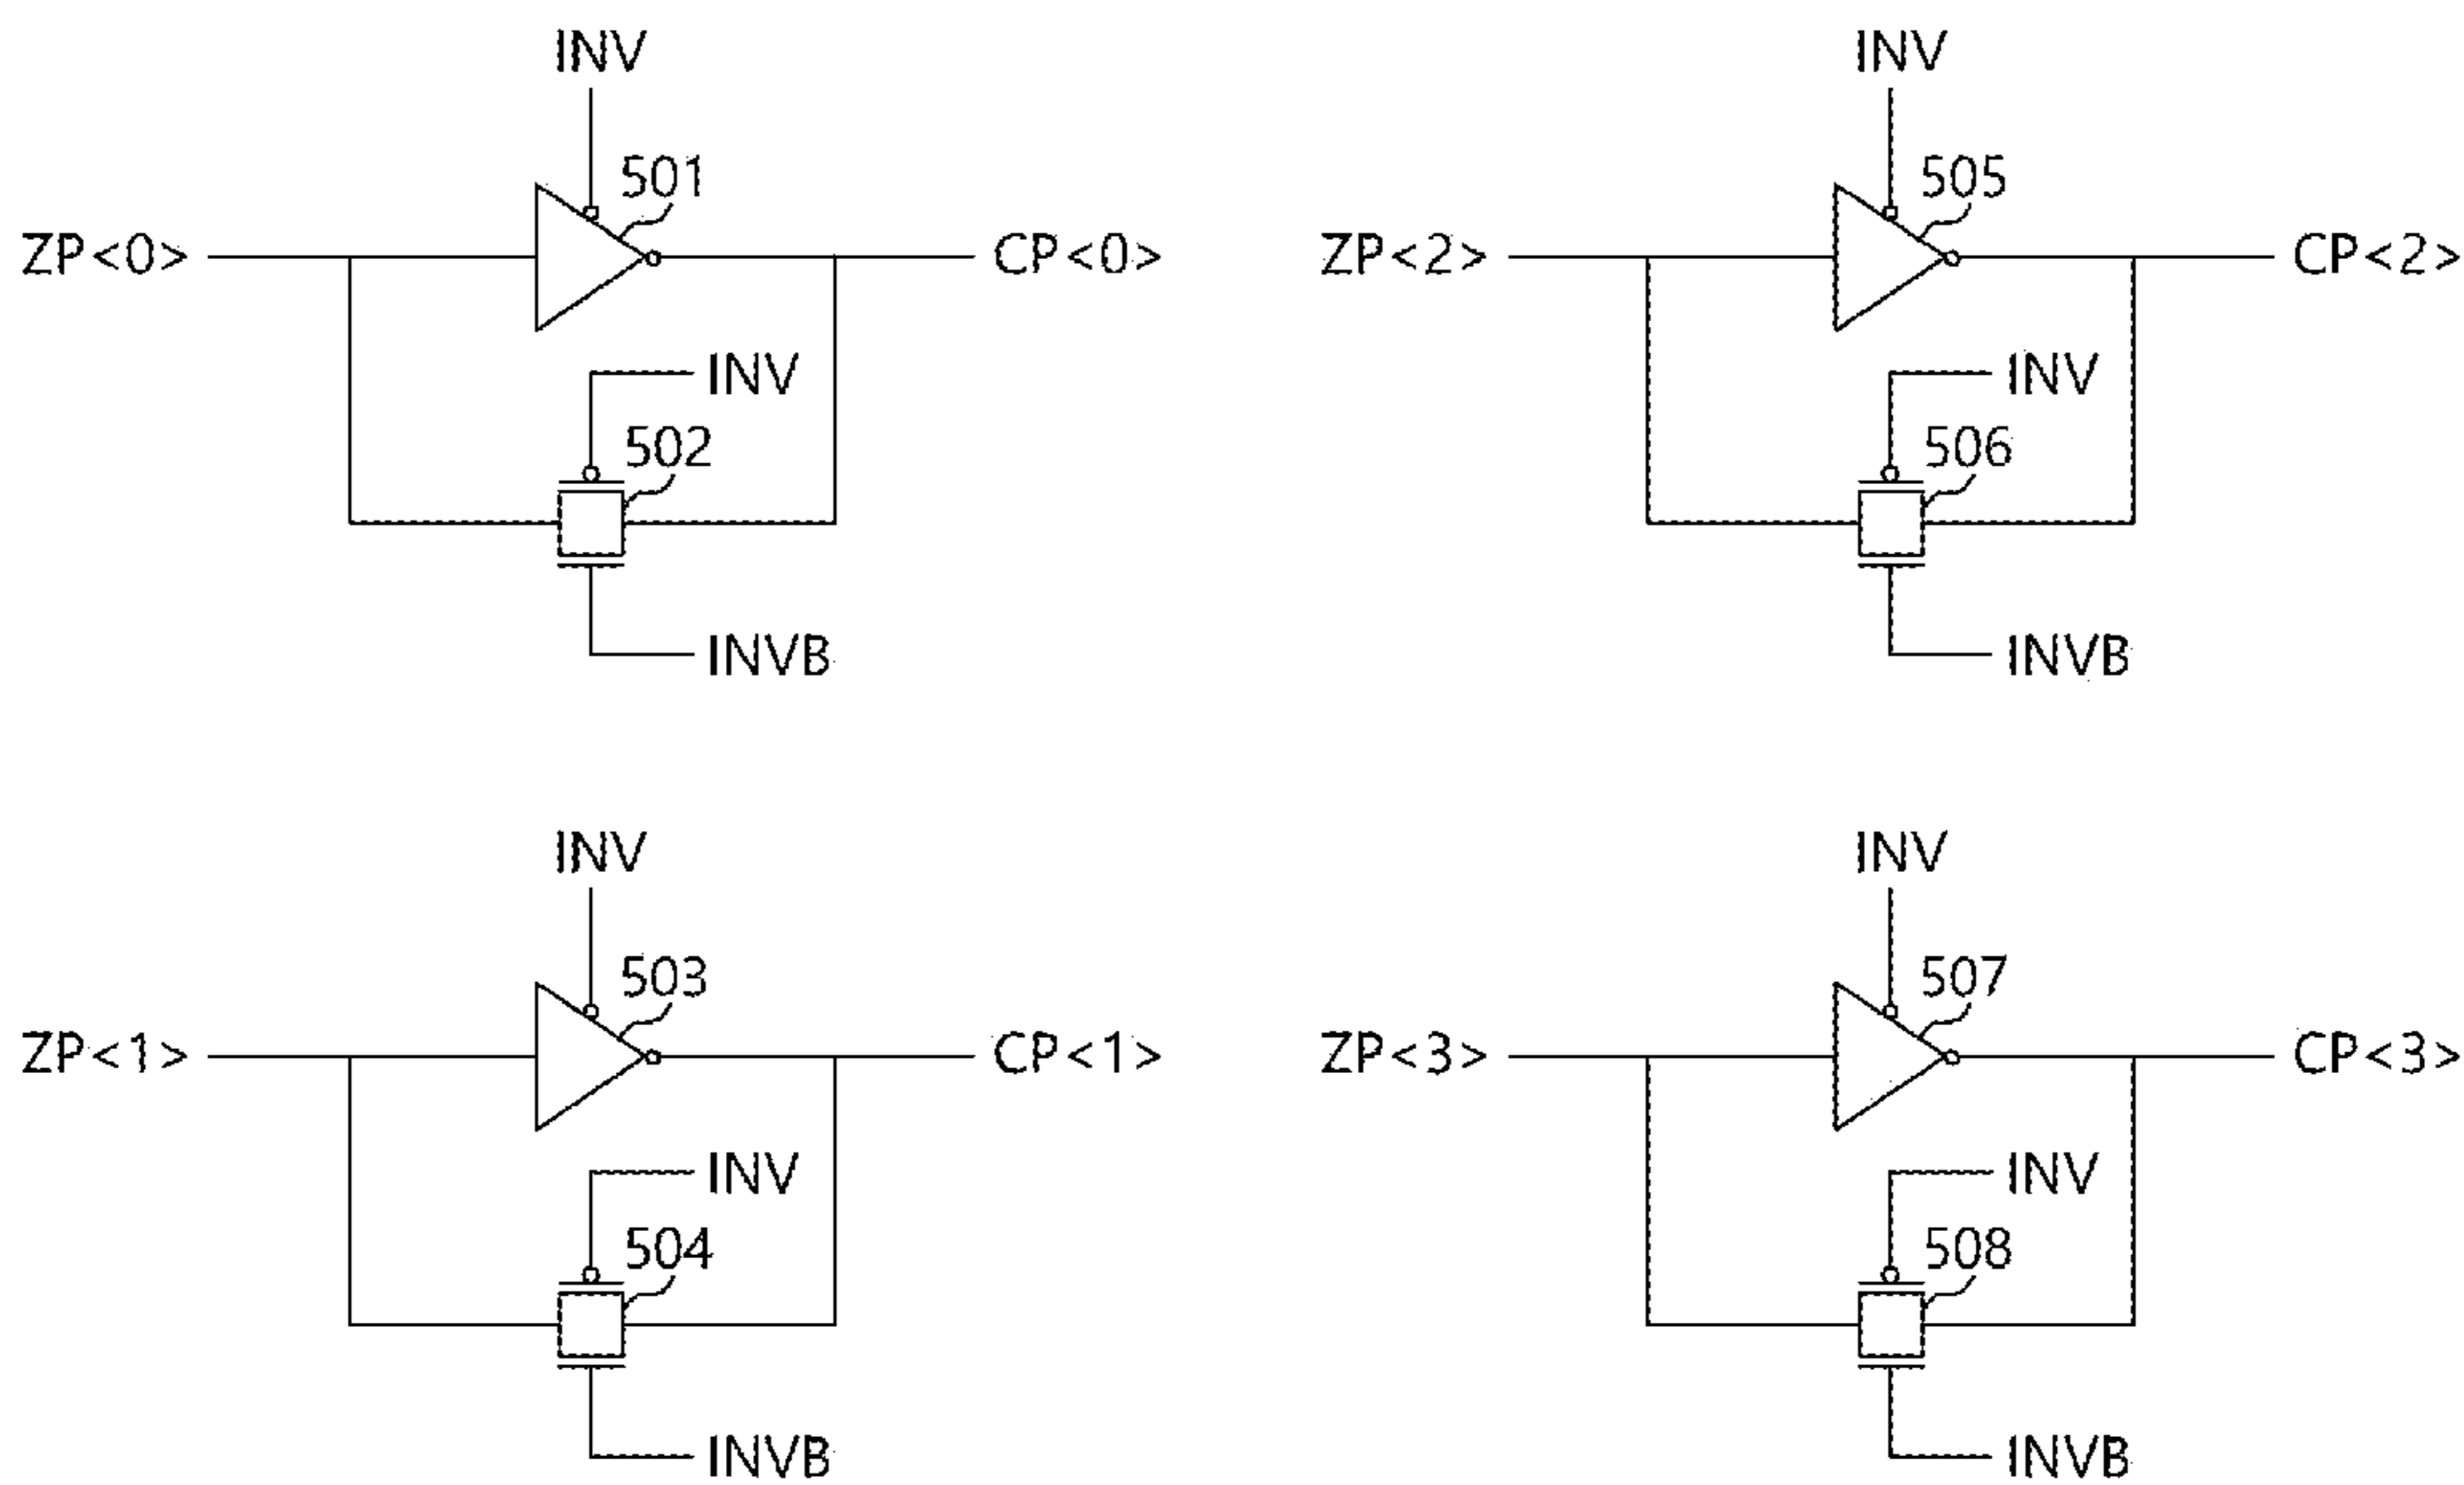 INV
501
ZP<0>
CP<0>
INV
502
INVB
INV
505
ZP<2>
CP<2>
INV
506
INVB
INV
503
ZP<1>
CP<1>
INV
504
INVB
INV
507
ZP<3>
CP<3>
INV
508
INVB